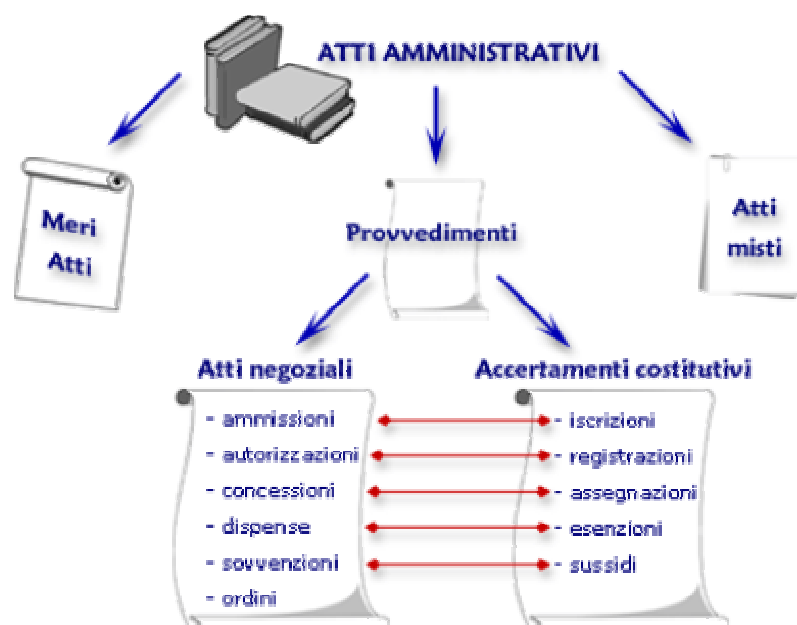 ATTI AMMINISTRATIVI
Meri
Atti
Provvedimenti
Atti
misti
Atti negoziali
- ammissioni
- autorizzazioni
- concessioni
- dispense
- sovvenzioni
- ordini
Accertamenti costitutivi
- iscrizioni
- registrazioni
- assegnazioni
- esenzioni
- sussidi